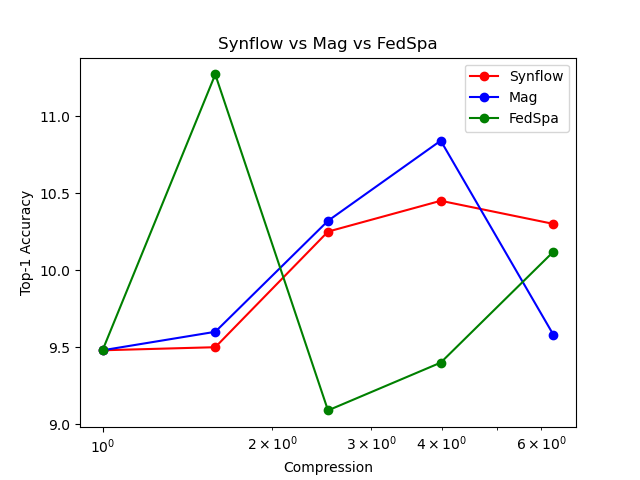 Synflow vs Mag vs FedSpa
Synflow
Mag
FedSpa
Top-1 Accuracy
11.0
10.5
10.0
9.5
9.0
10⁰
2 × 10⁰
3 × 10⁰
4 × 10⁰
6 × 10⁰
Compression